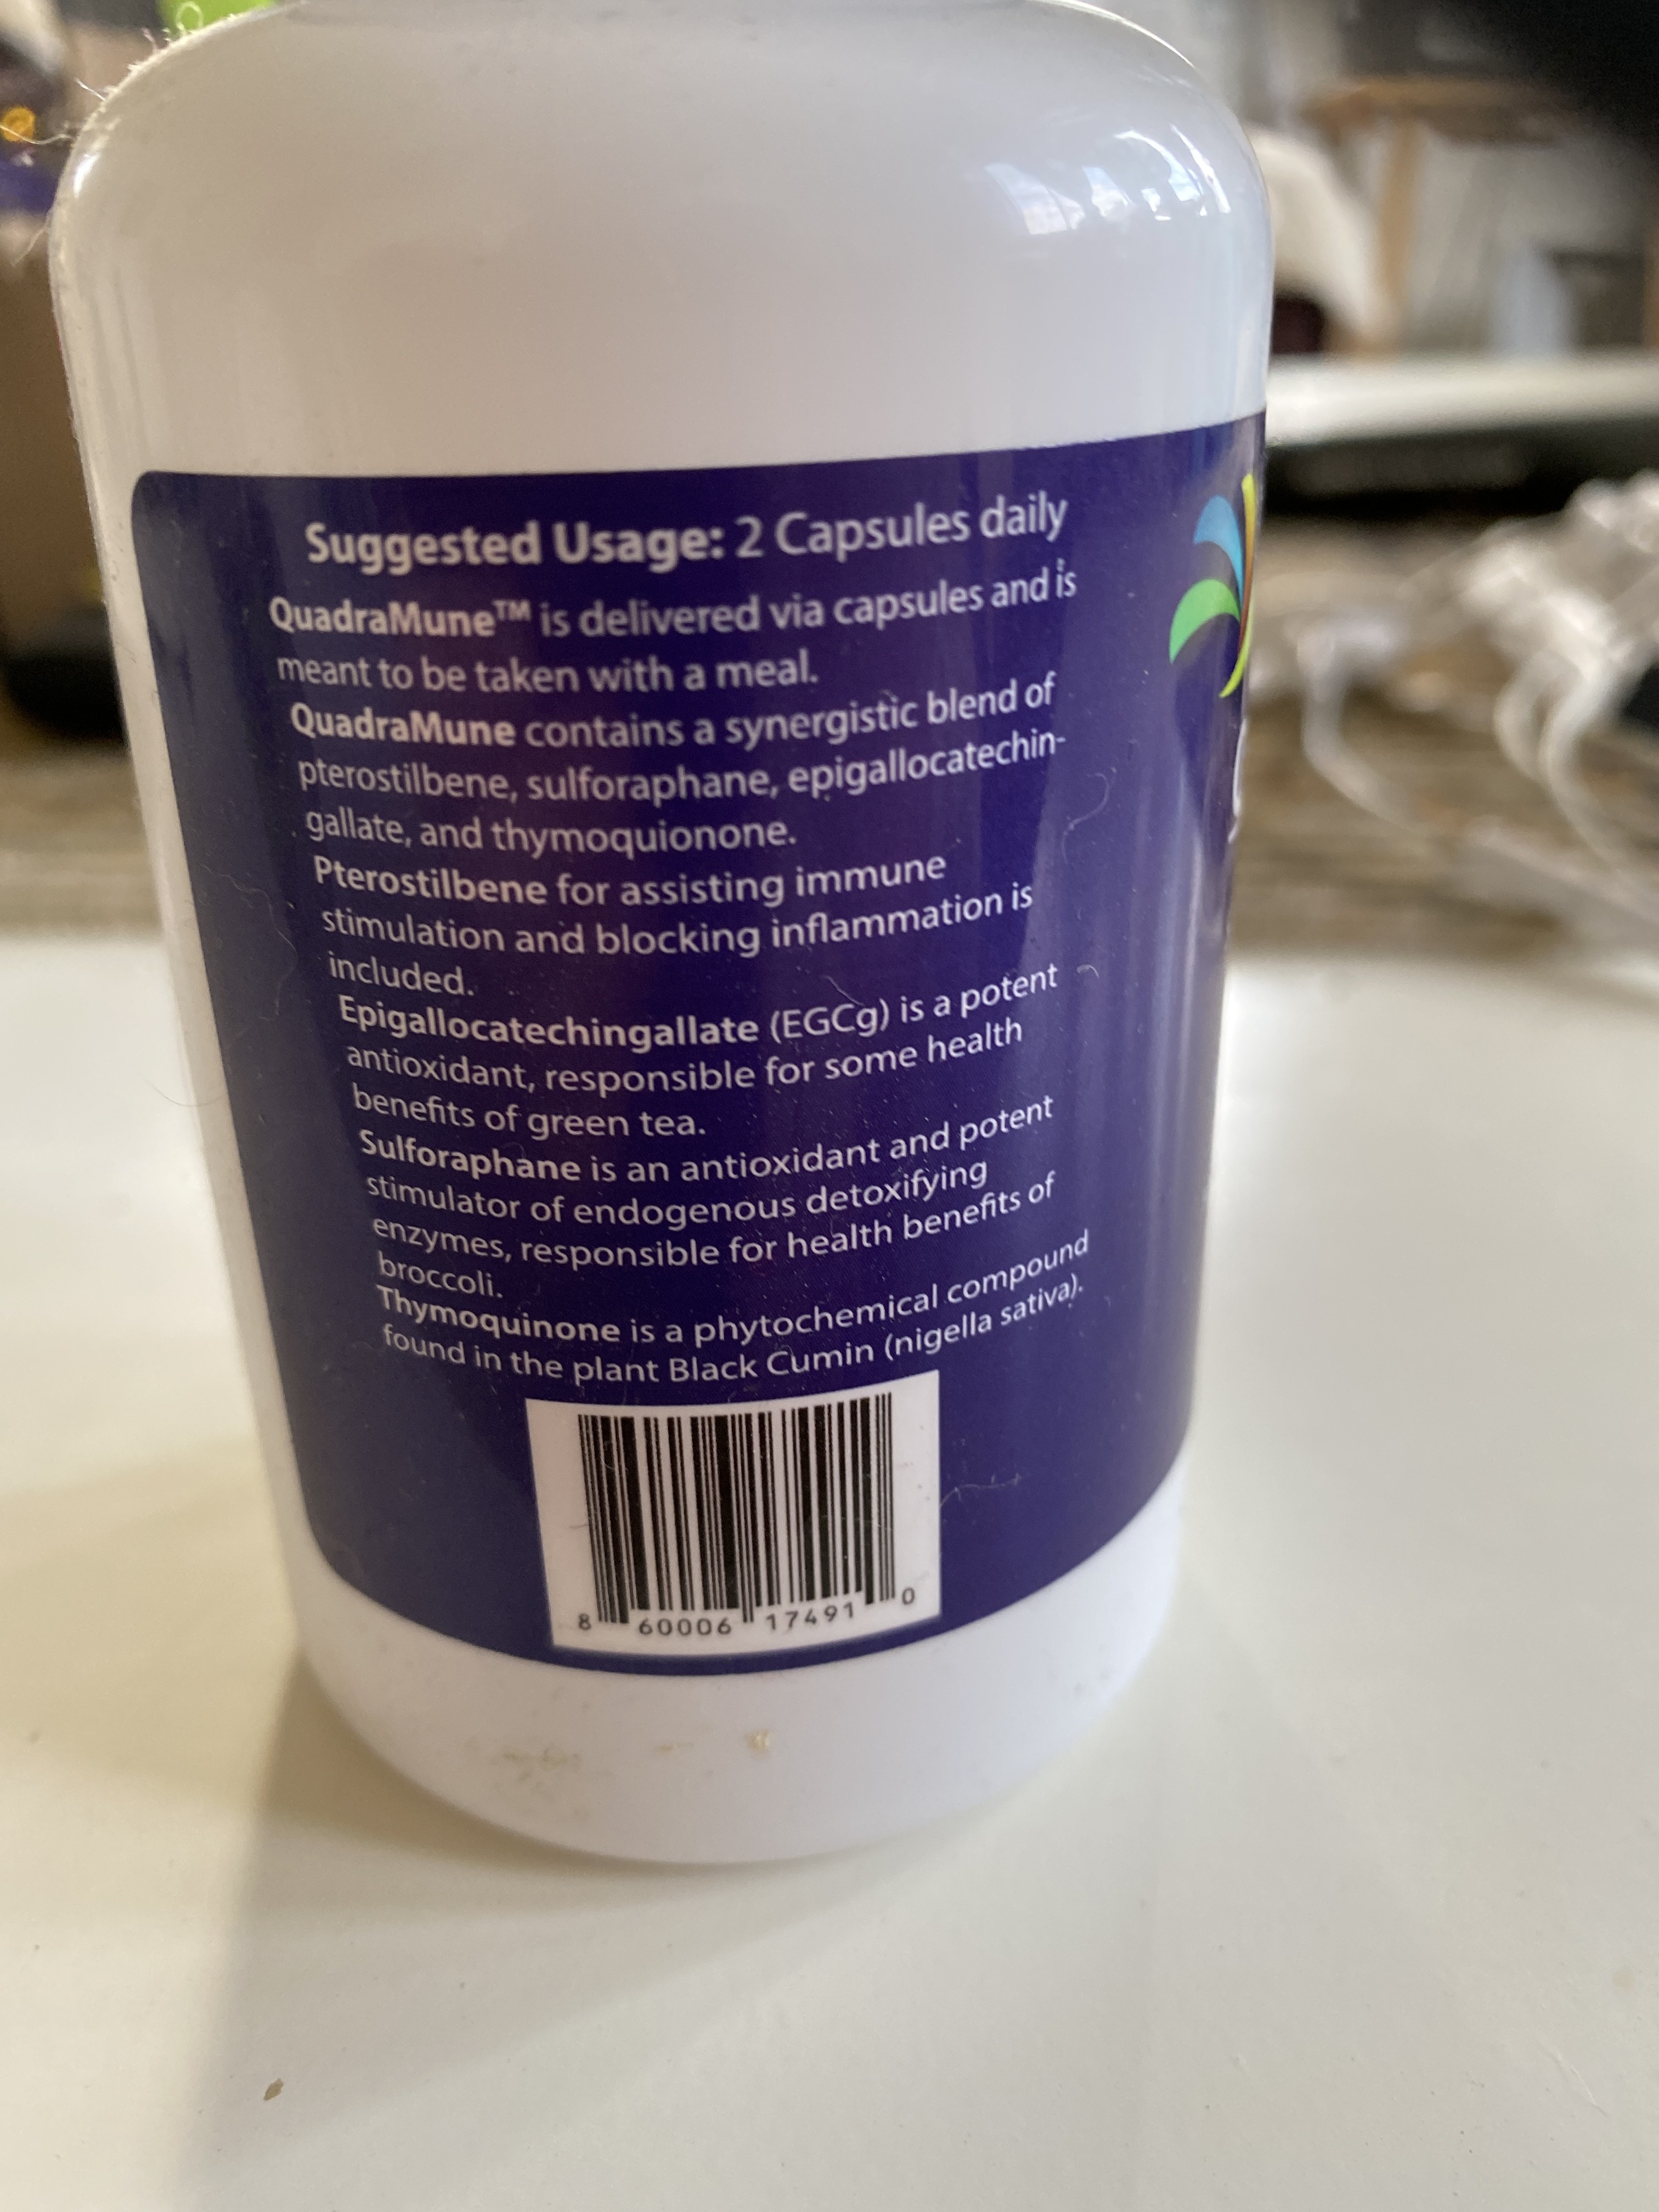 Suggested Usage: 2 Capsules daily
QuadraMune™ is delivered via capsules and is
meant to be taken with a meal.
QuadraMune contains a synergistic blend of
pterostilbene, sulforaphane, epigallocatechin-
gallate, and thymoquionone.
Pterostilbene for assisting immune
stimulation and blocking inflammation is
included.
Epigallocatechingallate (EGCg) is a potent
antioxidant, responsible for some health
benefits of green tea.
Sulforaphane is an antioxidant and potent
stimulator of endogenous detoxifying
enzymes, responsible for health benefits of
broccoli.
Thymoquinone is a phytochemical compound
found in the plant Black Cumin (nigella sativa).
8 60006 17491 0